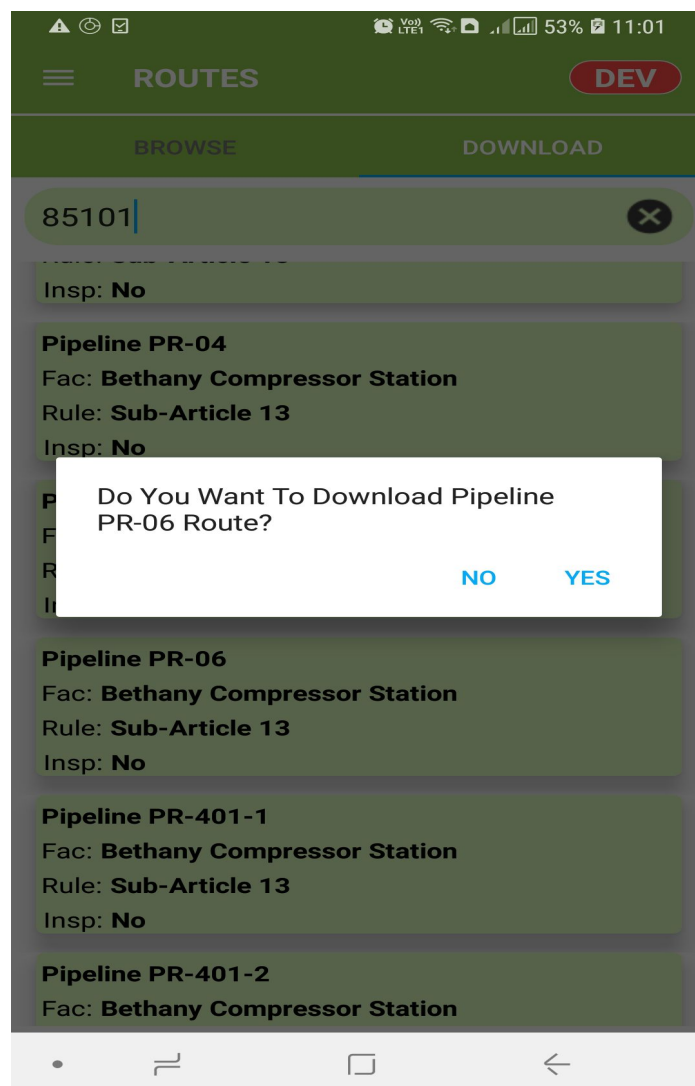 Vo)) LTE1 53% 11:01
ROUTES DEV
BROWSE DOWNLOAD
85101
Insp: No
Pipeline PR-04
Fac: Bethany Compressor Station
Rule: Sub-Article 13
Insp: No
Do You Want To Download Pipeline
PR-06 Route?
NO YES
Pipeline PR-06
Fac: Bethany Compressor Station
Rule: Sub-Article 13
Insp: No
Pipeline PR-401-1
Fac: Bethany Compressor Station
Rule: Sub-Article 13
Insp: No
Pipeline PR-401-2
Fac: Bethany Compressor Station